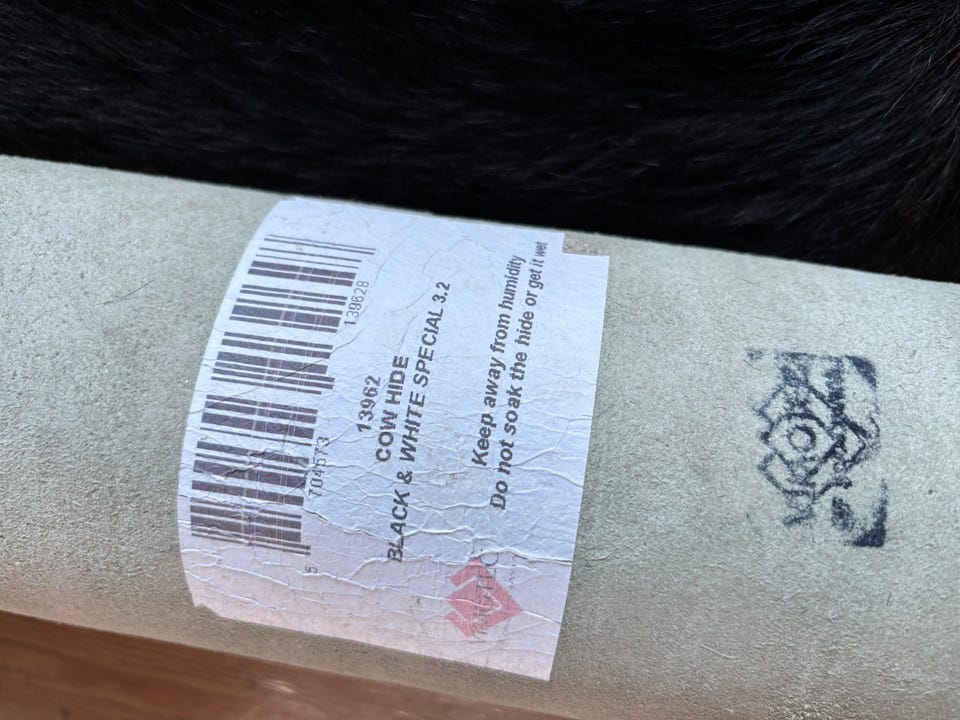 5 704573 139628
13962
COW HIDE
BLACK & WHITE SPECIAL 3.2
Keep away from humidity
Do not soak the hide or get it wet